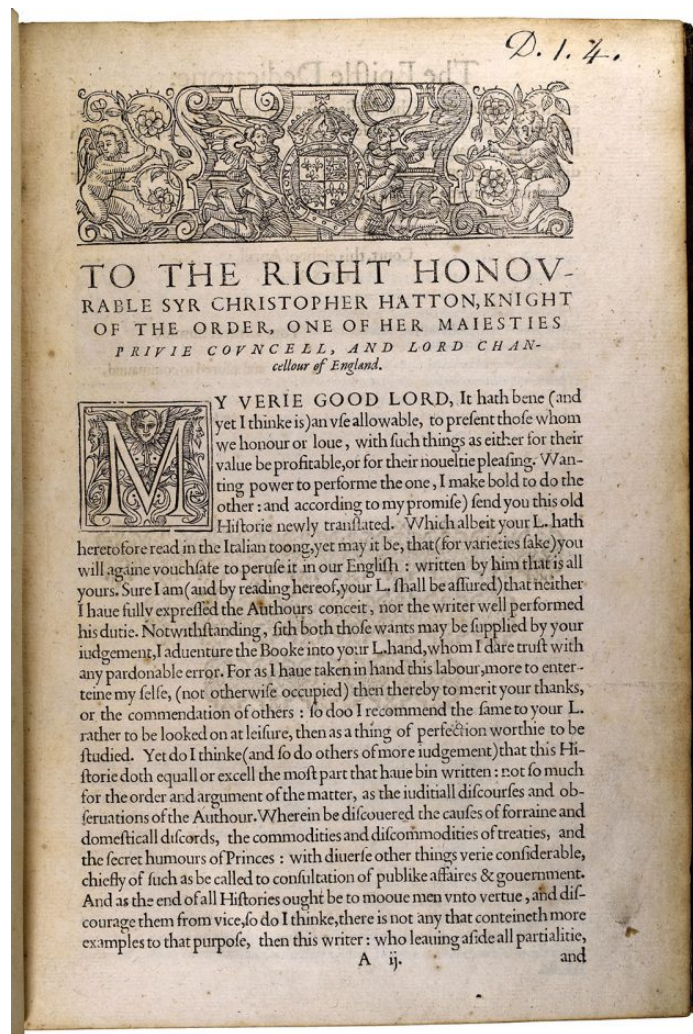 D. 1. 4.
TO THE RIGHT HONOV-
RABLE SYR CHRISTOPHER HATTON, KNIGHT
OF THE ORDER, ONE OF HER MAIESTIES
PRIVIE COVNCELL, AND LORD CHAN-
cellour of England.
MY VERIE GOOD LORD, It hath bene (and
yet I thinke is) an vſe allowable, to preſent thoſe whom
we honour or loue, with ſuch things as either for their
value be profitable, or for their noueltie pleaſing. Wan-
ting power to performe the one, I make bold to do the
other: and according to my promiſe) ſend you this old
Hiſtorie newly tranſlated. Which albeit your L. hath
heretofore read in the Italian toong, yet may it be, that (for varieties ſake) you
will againe vouchſafe to peruſe it in our Engliſh : written by him that is all
yours. Sure I am (and by reading hereof, your L. ſhall be aſſured) that neither
I haue fully expreſſed the Authours conceit, nor the writer well performed
his dutie. Notwithſtanding, ſith both thoſe wants may be ſupplied by your
iudgement, I aduenture the Booke into your L. hand, whom I dare truſt with
any pardonable error. For as I haue taken in hand this labour, more to enter-
teine my ſelfe, (not otherwiſe occupied) then thereby to merit your thanks,
or the commendation of others : ſo doo I recommend the ſame to your L.
rather to be looked on at leiſure, then as a thing of perfection worthie to be
ſtudied. Yet do I thinke (and ſo do others of more iudgement) that this Hi-
ſtorie doth equall or excell the moſt part that haue bin written : not ſo much
for the order and argument of the matter, as the iuditiall diſcourſes and ob-
ſeruations of the Authour. Wherein be diſcouered the cauſes of forraine and
domeſticall diſcords, the commodities and diſcommodities of treaties, and
the ſecret humours of Princes : with diuerſe other things verie conſiderable,
chiefly of ſuch as be called to conſultation of publike affaires & gouernment.
And as the end of all Hiſtories ought be to mooue men vnto vertue, and diſ-
courage them from vice, ſo do I thinke, there is not any that conteineth more
examples to that purpoſe, then this writer: who leauing aſide all partialitie,
A ij. and